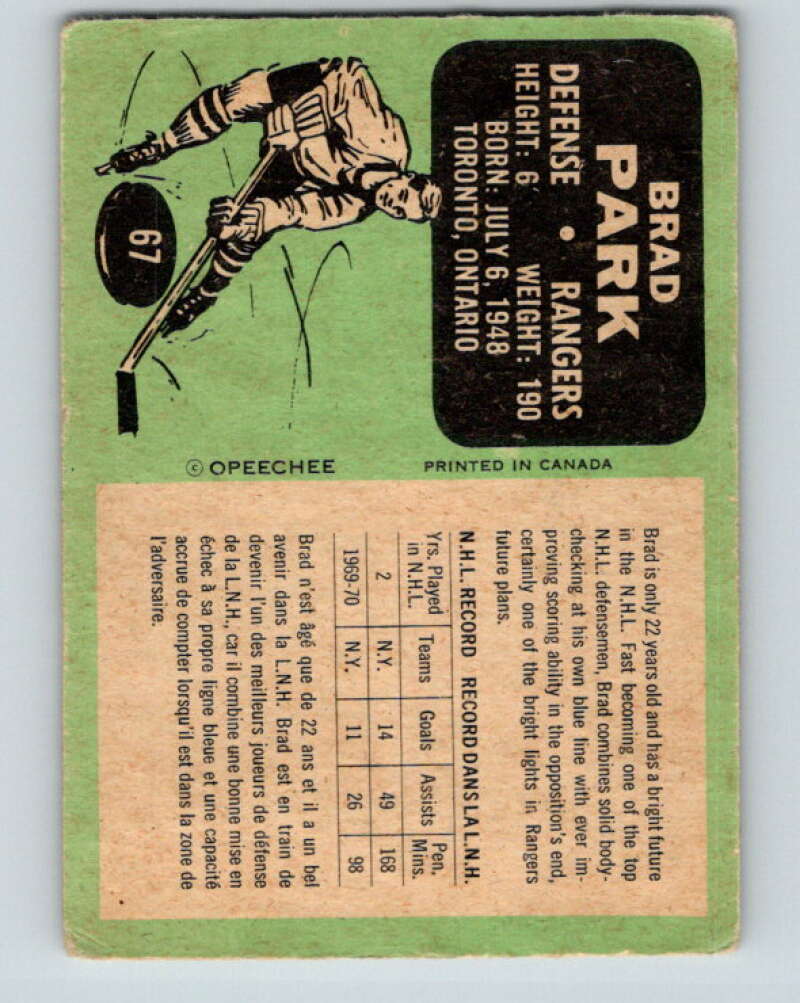 BRAD
PARK
DEFENSE • RANGERS
HEIGHT: 6 WEIGHT: 190
BORN: JULY 6, 1948
TORONTO, ONTARIO
67
© OPEECHEE
PRINTED IN CANADA
Brad is only 22 years old and has a bright future
in the N.H.L. Fast becoming one of the top
N.H.L. defensemen, Brad combines solid body-
checking at his own blue line with ever im-
proving scoring ability in the opposition's end,
certainly one of the bright lights in Rangers
future plans.
N.H.L. RECORD RECORD DANS LA L.N.H.
Yrs. Played in N.H.L. Teams Goals Assists Pen. Mins.
2 N.Y. 14 49 168
1969-70 N.Y. 11 26 98
Brad n'est âgé que de 22 ans et il a un bel
avenir dans la L.N.H. Brad est en train de
devenir l'un des meilleurs joueurs de défense
de la L.N.H., car il combine une bonne mise en
échec à sa propre ligne bleue et une capacité
accrue de compter lorsqu'il est dans la zone de
l'adversaire.